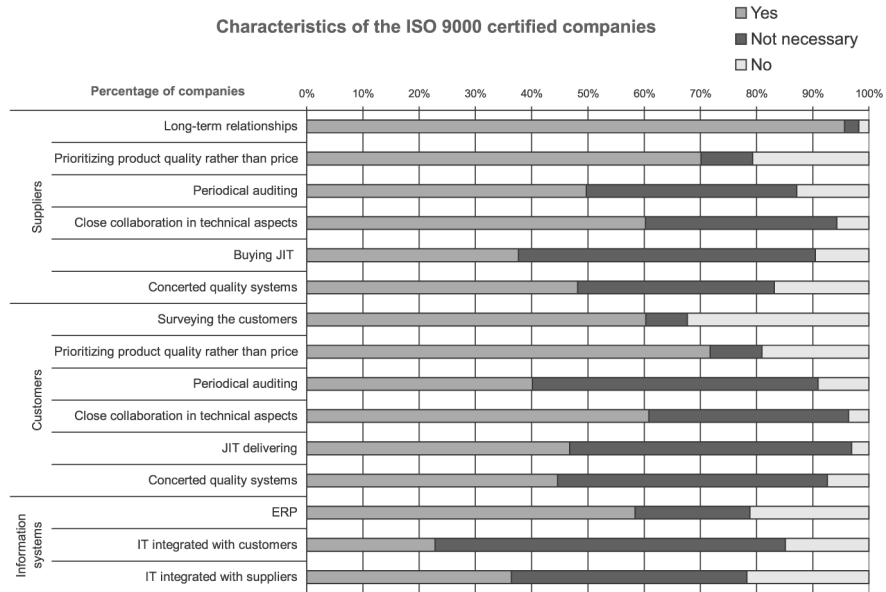 Characteristics of the ISO 9000 certified companies
Yes
Not necessary
No
Percentage of companies
0% 10% 20% 30% 40% 50% 60% 70% 80% 90% 100%
Suppliers
Long-term relationships
Prioritizing product quality rather than price
Periodical auditing
Close collaboration in technical aspects
Buying JIT
Concerted quality systems
Customers
Surveying the customers
Prioritizing product quality rather than price
Periodical auditing
Close collaboration in technical aspects
JIT delivering
Concerted quality systems
Information
systems
ERP
IT integrated with customers
IT integrated with suppliers